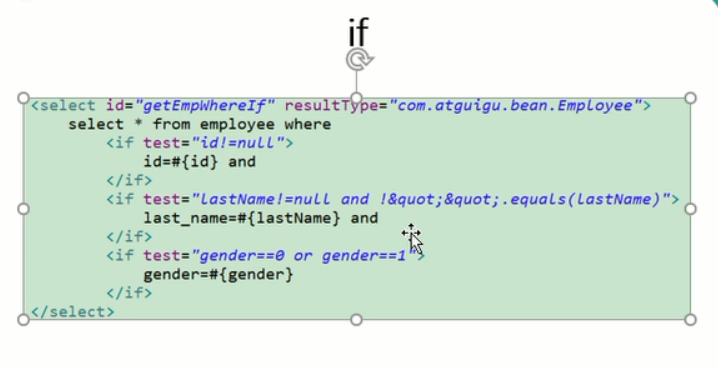 if
<select id="getEmpWhereIf" resultType="com.atguigu.bean.Employee">
select * from employee where
<if test="id!=null">
id=#{id} and
</if>
<if test="lastName!=null and !&quot;&quot;.equals(lastName)">
last_name=#{lastName} and
</if>
<if test="gender==0 or gender==1">
gender=#{gender}
</if>
</select>